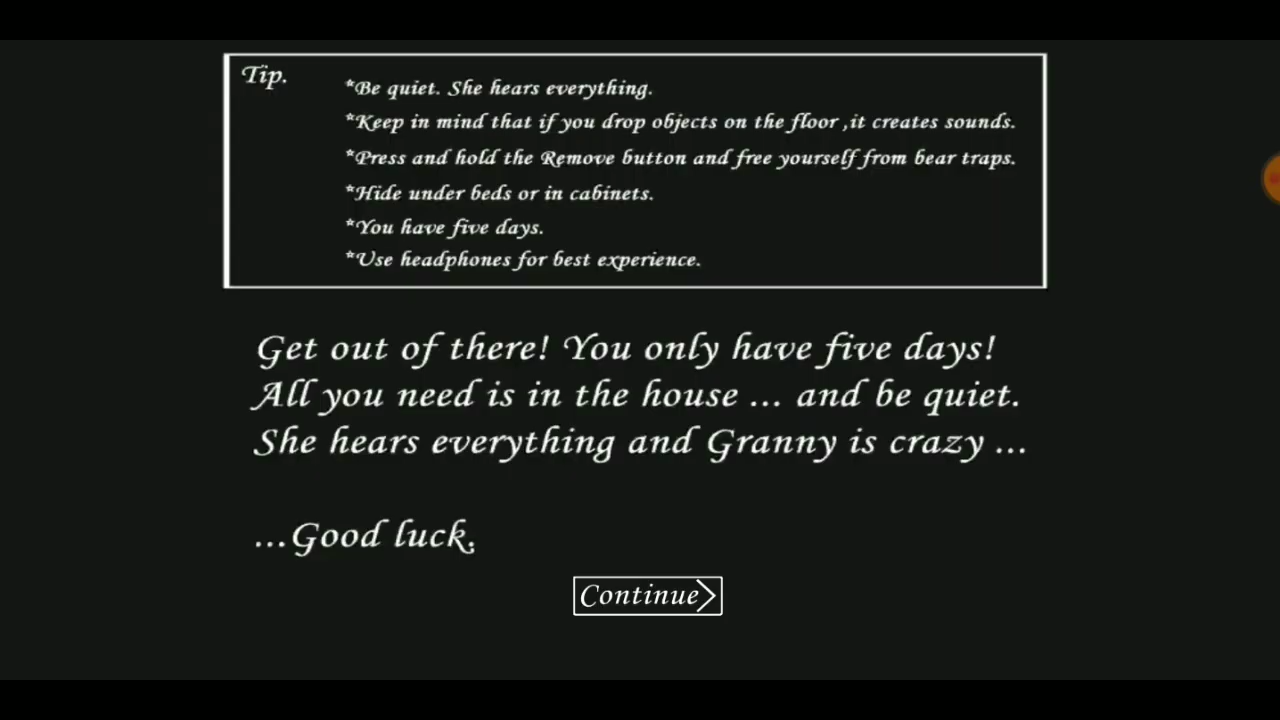 Tip.
*Be quiet. She hears everything.
*Keep in mind that if you drop objects on the floor ,it creates sounds.
*Press and hold the Remove button and free yourself from bear traps.
*Hide under beds or in cabinets.
*You have five days.
*Use headphones for best experience.
Get out of there! You only have five days!
All you need is in the house ... and be quiet.
She hears everything and Granny is crazy ...
...Good luck.
Continue